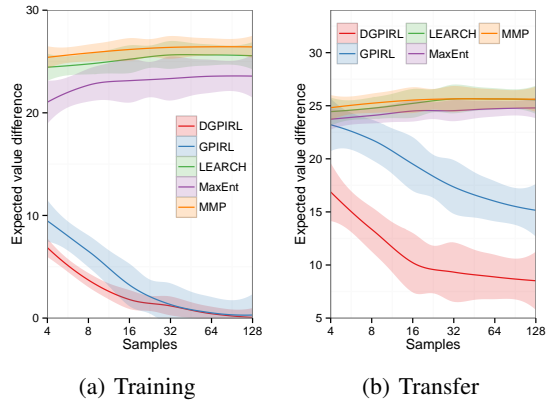 30
20
10
0
Expected value difference
DGPIRL
GPIRL
LEARCH
MaxEnt
MMP
4 8 16 32 64 128
Samples
(a) Training
30
25
20
15
10
5
Expected value difference
DGPIRL LEARCH MMP
GPIRL MaxEnt
4 8 16 32 64 128
Samples
(b) Transfer